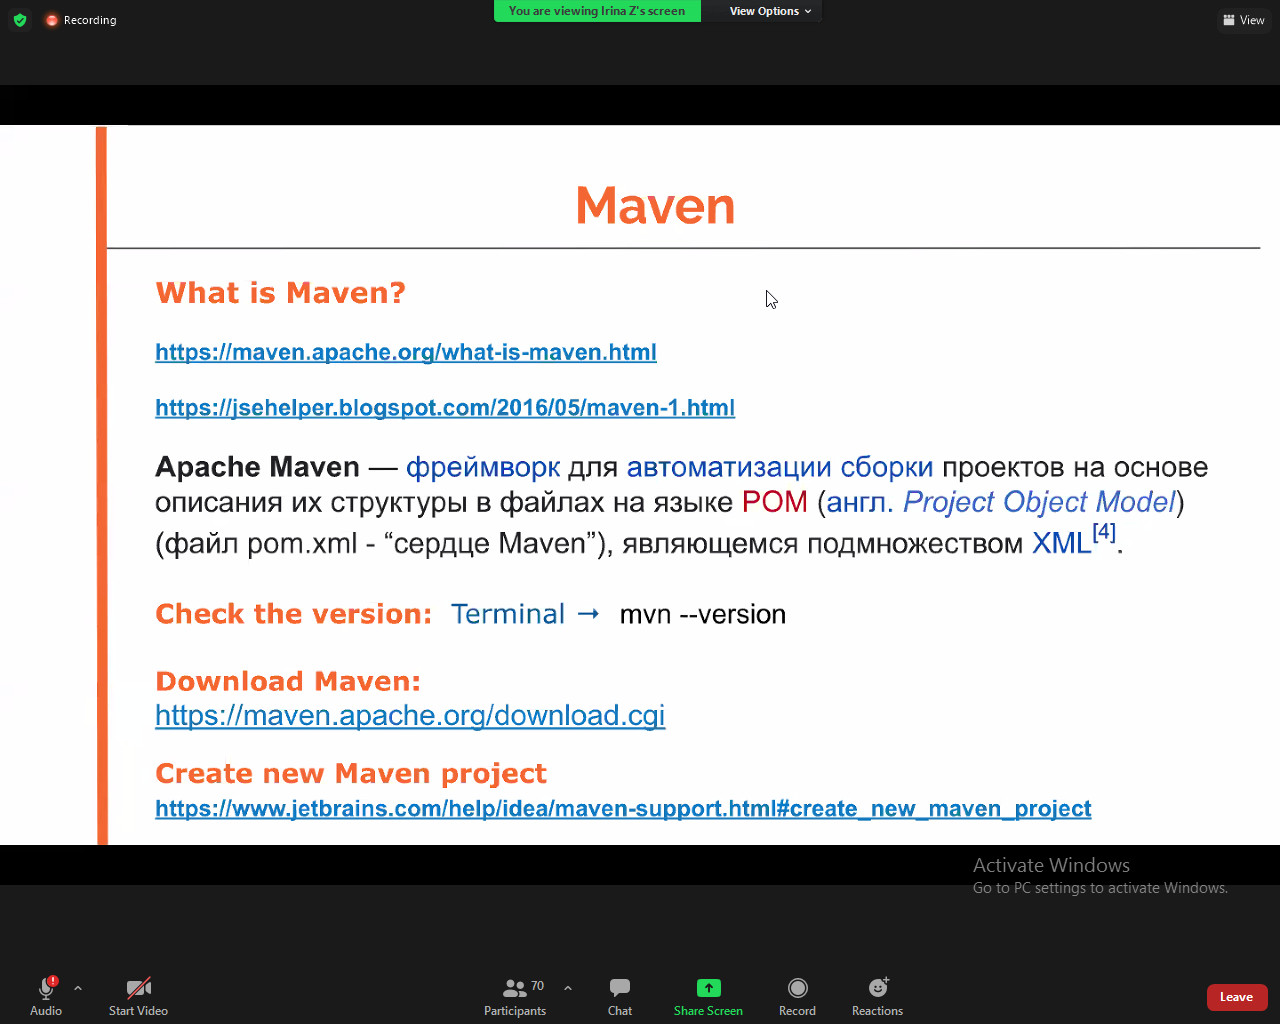 Recording
You are viewing Irina Z's screen
View Options
View
Maven
What is Maven?
https://maven.apache.org/what-is-maven.html
https://jsehelper.blogspot.com/2016/05/maven-1.html
Apache Maven — фреймворк для автоматизации сборки проектов на основе
описания их структуры в файлах на языке POM (англ. Project Object Model)
(файл pom.xml - “сердце Maven”), являющемся подмножеством XML[4].
Check the version: Terminal → mvn --version
Download Maven:
https://maven.apache.org/download.cgi
Create new Maven project
https://www.jetbrains.com/help/idea/maven-support.html#create_new_maven_project
Activate Windows
Go to PC settings to activate Windows.
Audio
Start Video
70
Participants
Chat
Share Screen
Record
Reactions
Leave